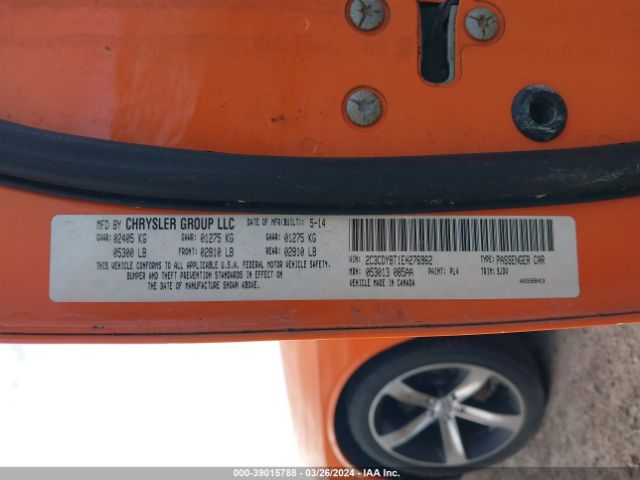 MFD BY CHRYSLER GROUP LLC DATE OF MFR(BUILT): 5-14
GVWR: 02405 KG GAWR: 01275 KG GAWR: 01275 KG
05300 LB FRONT: 02810 LB REAR: 02810 LB
THIS VEHICLE CONFORMS TO ALL APPLICABLE U.S.A. FEDERAL MOTOR VEHICLE SAFETY,
BUMPER AND THEFT PREVENTION STANDARDS IN EFFECT ON
THE DATE OF MANUFACTURE SHOWN ABOVE.
VIN: 2C3CDYBT1EH276962 TYPE: PASSENGER CAR
MDH: 053013 085AA PAINT: PL4 TRIM: SJDV
VEHICLE MADE IN CANADA 4658843
000-39015788 — 03/26/2024 — IAA Inc.